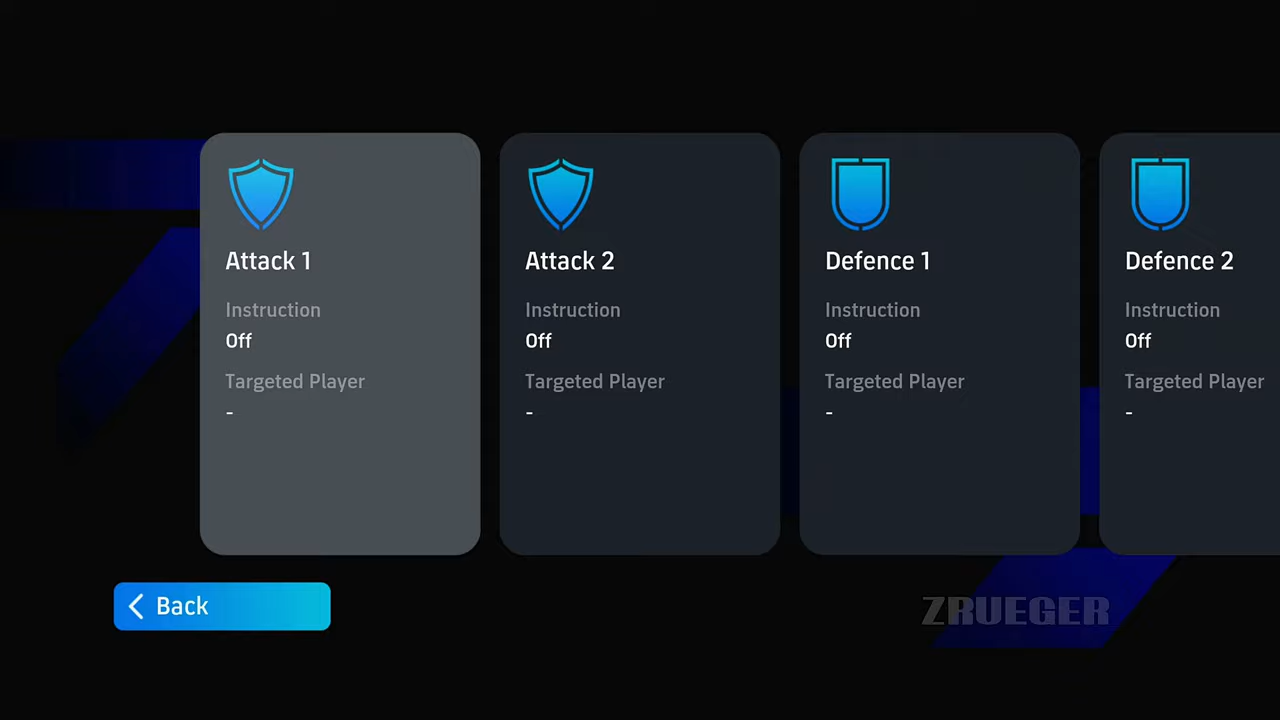 Attack 1
Instruction
Off
Targeted Player
-
Attack 2
Instruction
Off
Targeted Player
-
Defence 1
Instruction
Off
Targeted Player
-
Defence 2
Instruction
Off
Targeted Player
-
Back
ZRUEGER